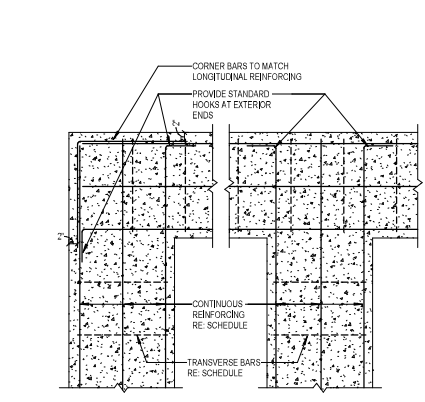 CORNER BARS TO MATCH
LONGITUDINAL REINFORCING
PROVIDE STANDARD
HOOKS AT EXTERIOR
ENDS
CONTINUOUS
REINFORCING
RE: SCHEDULE
TRANSVERSE BARS
RE: SCHEDULE